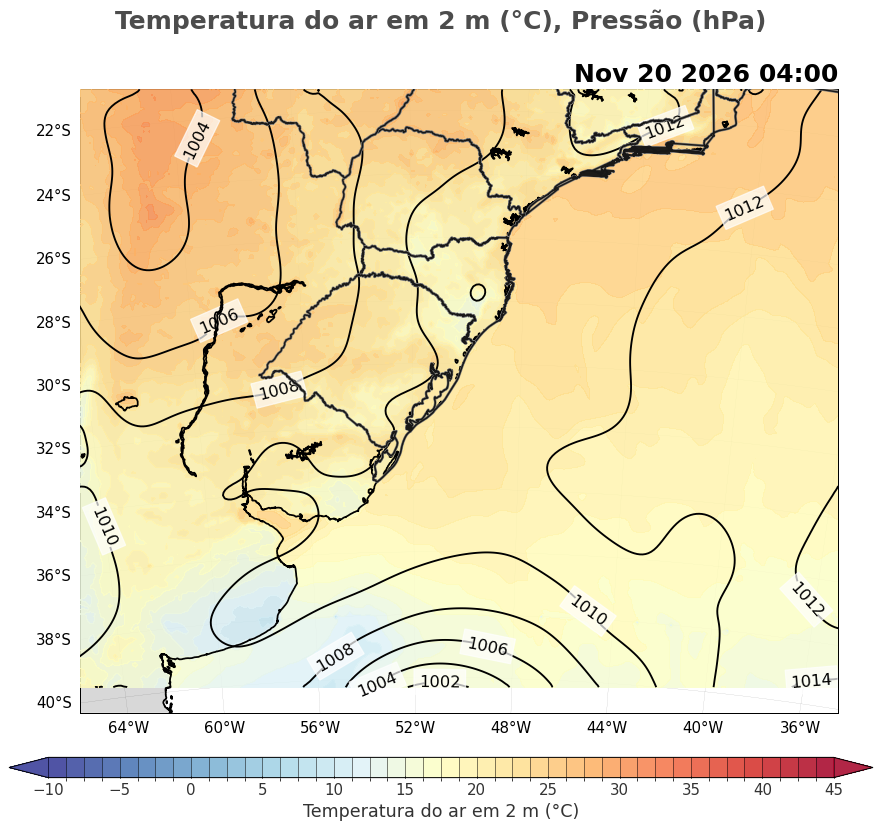 Temperatura do ar em 2 m (°C), Pressão (hPa)
Nov 20 2026 04:00
22°S
24°S
26°S
28°S
30°S
32°S
34°S
36°S
38°S
40°S
1004
1012
1012
1006
1008
1010
1010
1012
1008
1006
1004
1002
1014
64°W 60°W 56°W 52°W 48°W 44°W 40°W 36°W
−10 −5 0 5 10 15 20 25 30 35 40 45
Temperatura do ar em 2 m (°C)